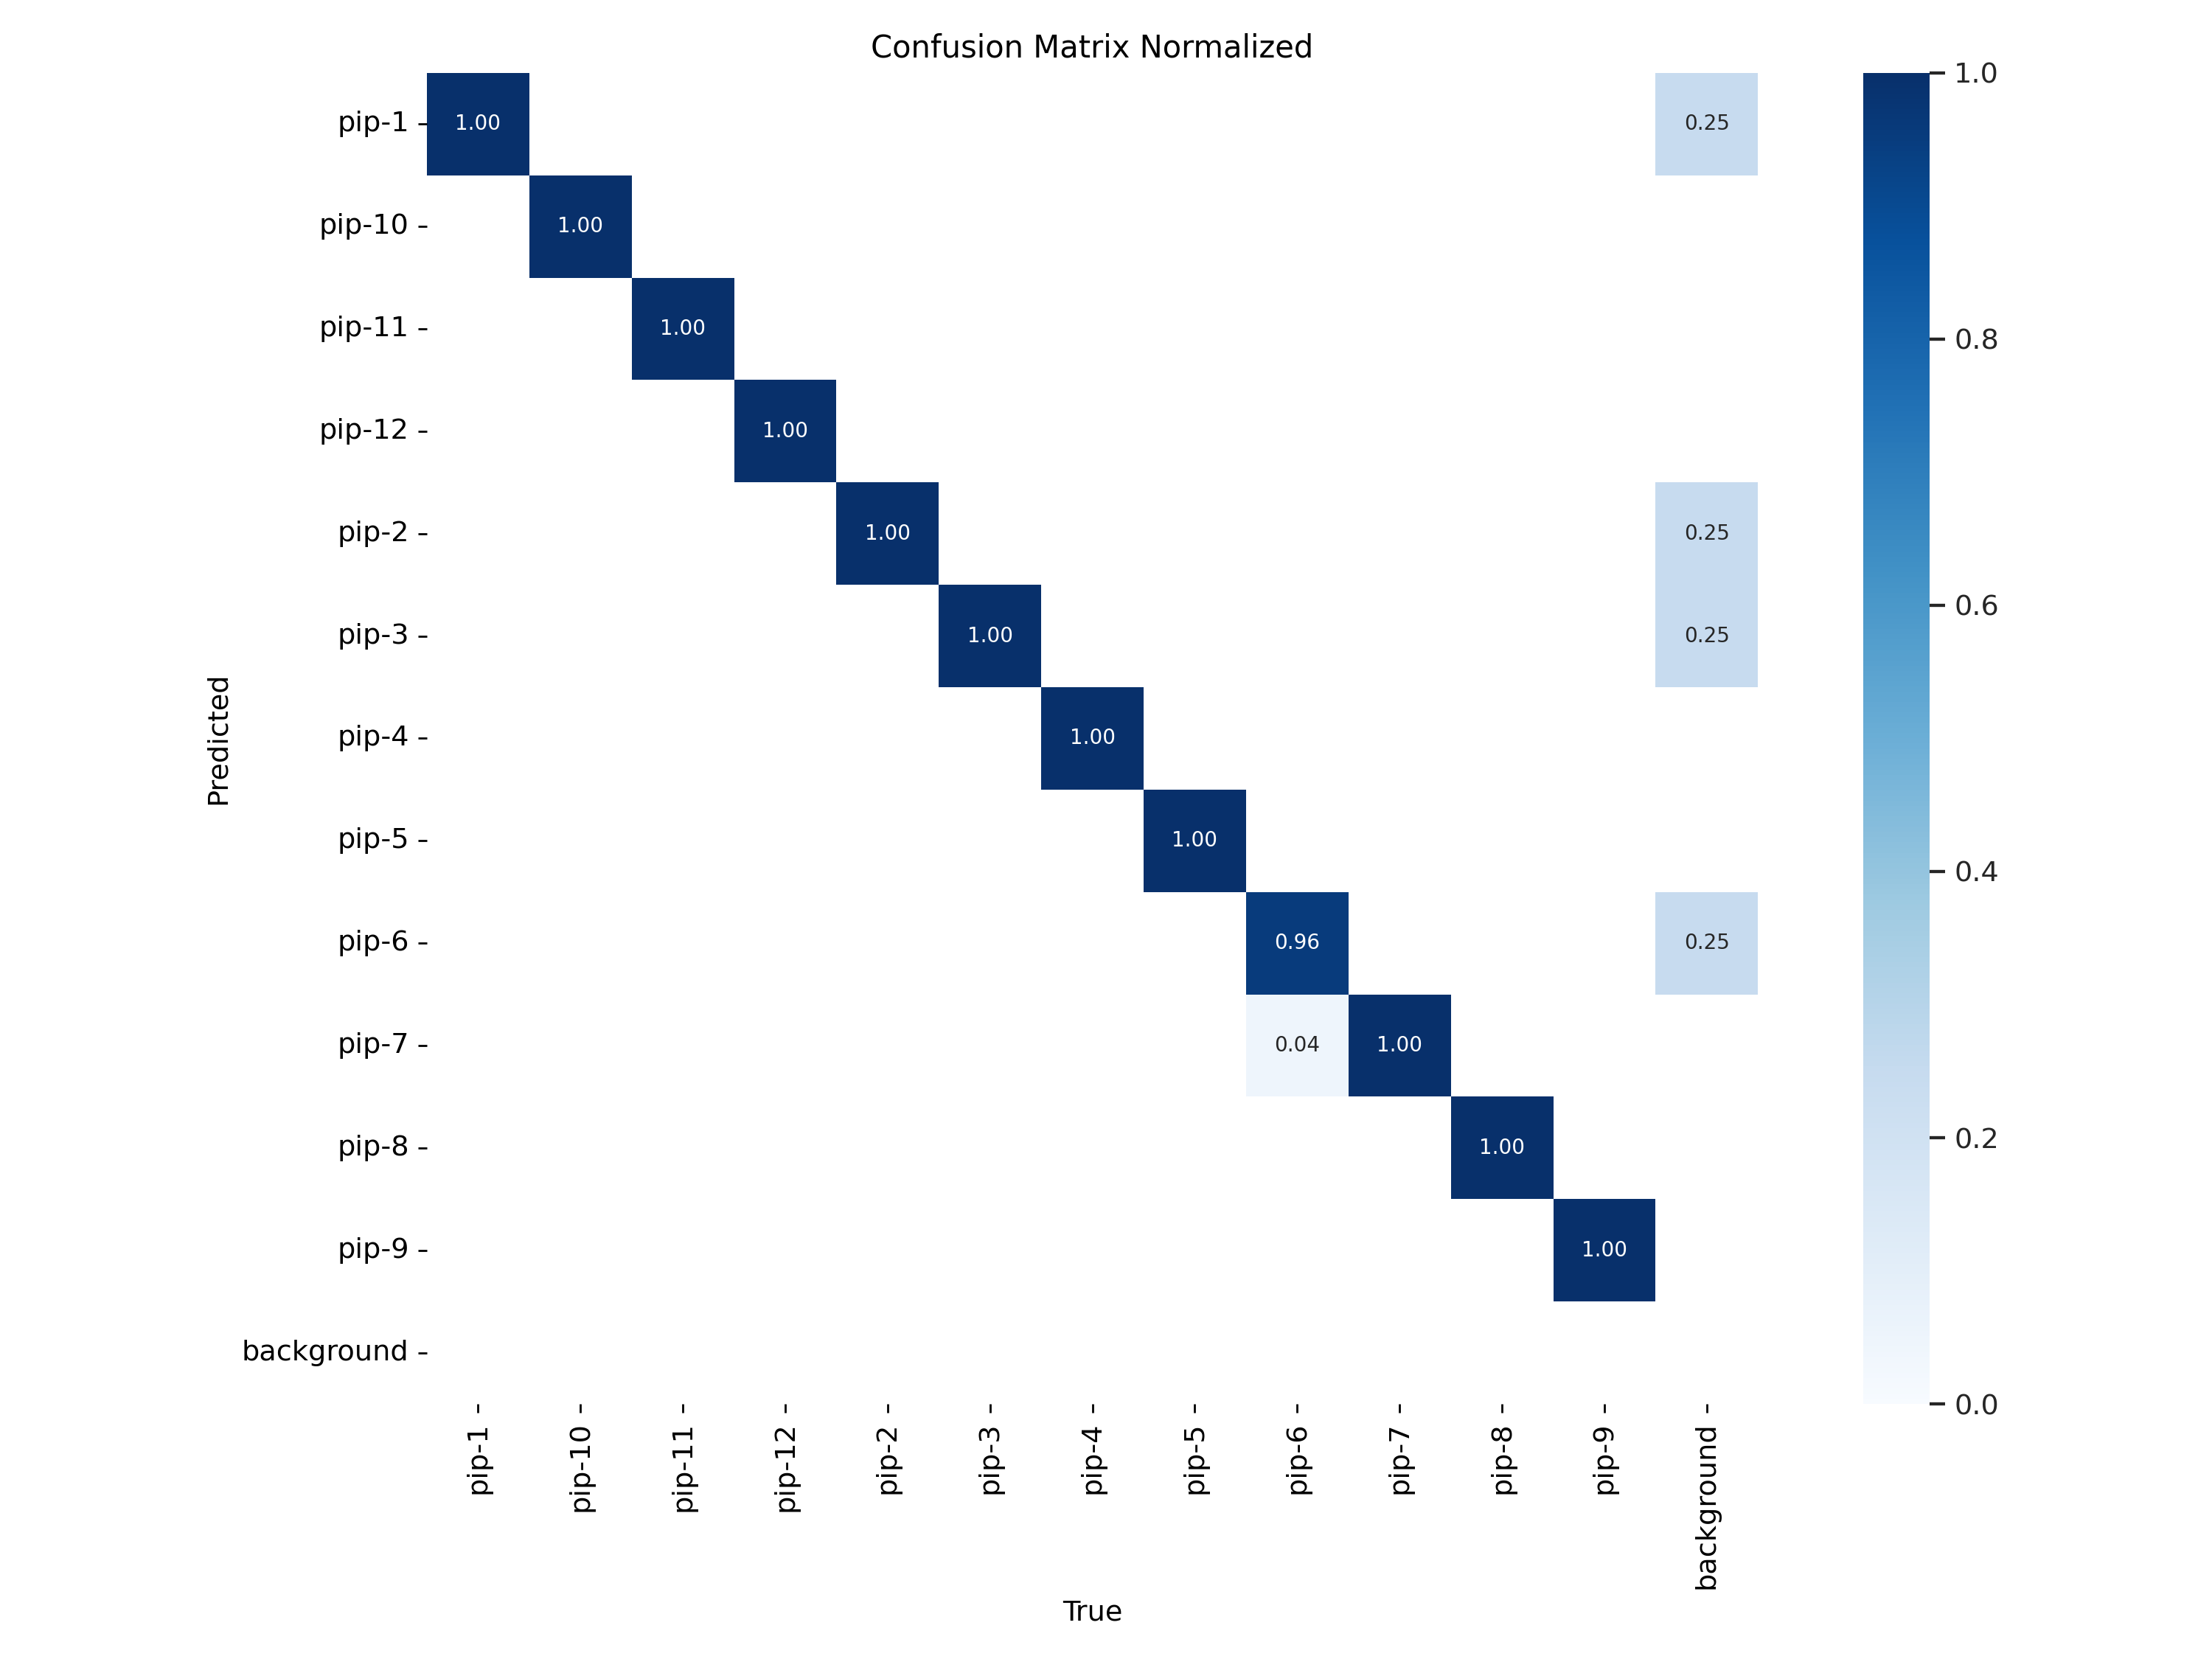 Confusion Matrix Normalized
pip-1 1.00 0.25
pip-10 1.00
pip-11 1.00
pip-12 1.00
pip-2 1.00 0.25
pip-3 1.00 0.25
pip-4 1.00
pip-5 1.00
pip-6 0.96 0.25
pip-7 0.04 1.00
pip-8 1.00
pip-9 1.00
background
Predicted
pip-1 pip-10 pip-11 pip-12 pip-2 pip-3 pip-4 pip-5 pip-6 pip-7 pip-8 pip-9 background
True
1.0
0.8
0.6
0.4
0.2
0.0